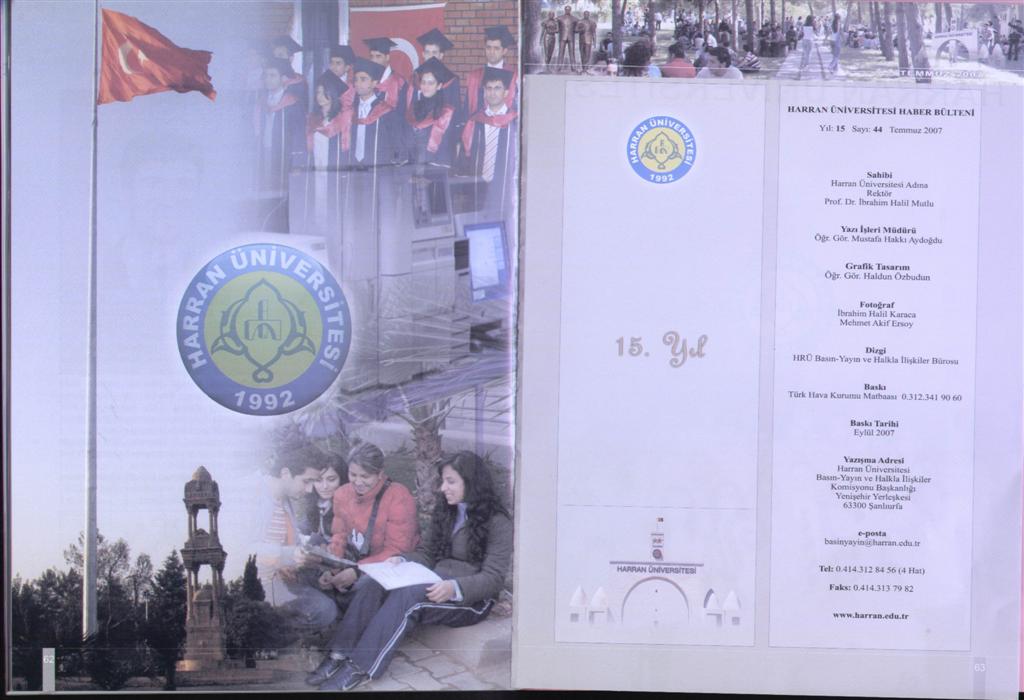 HARRAN ÜNİVERSİTESİ
1992
62
TEMMUZ 2007
HARRAN ÜNİVERSİTESİ
1992
15. Yıl
HARRAN ÜNİVERSİTESİ
HARRAN ÜNİVERSİTESİ HABER BÜLTENİ
Yıl: 15 Sayı: 44 Temmuz 2007
Sahibi
Harran Üniversitesi Adına
Rektör
Prof. Dr. İbrahim Halil Mutlu
Yazı İşleri Müdürü
Öğr. Gör. Mustafa Hakkı Aydoğdu
Grafik Tasarım
Öğr. Gör. Haldun Özbudun
Fotoğraf
İbrahim Halil Karaca
Mehmet Akif Ersoy
Dizgi
HRÜ Basın-Yayın ve Halkla İlişkiler Bürosu
Baskı
Türk Hava Kurumu Matbaası 0.312.341 90 60
Baskı Tarihi
Eylül 2007
Yazışma Adresi
Harran Üniversitesi
Basın-Yayın ve Halkla İlişkiler
Komisyonu Başkanlığı
Yenişehir Yerleşkesi
63300 Şanlıurfa
e-posta
basinyayin@harran.edu.tr
Tel: 0.414.312 84 56 (4 Hat)
Faks: 0.414.313 79 82
www.harran.edu.tr
63